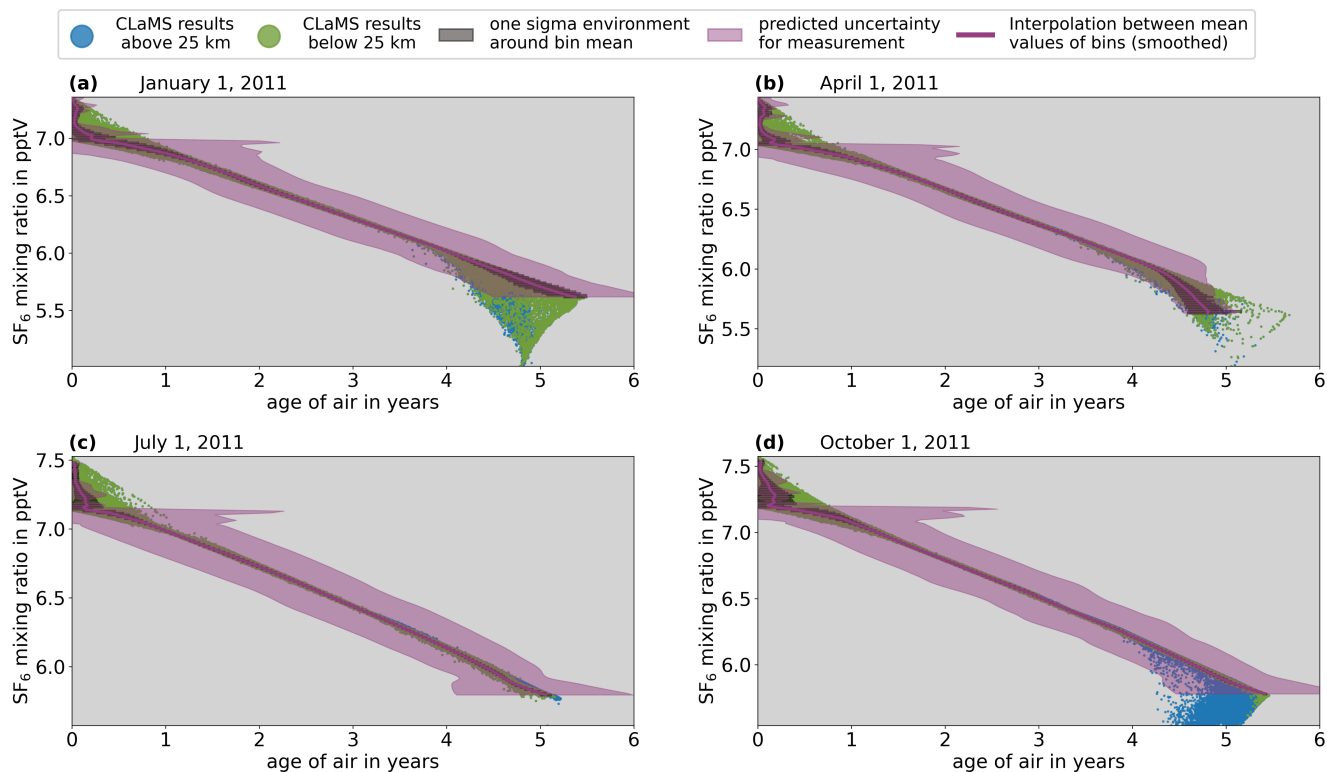 CLaMS results
above 25 km
CLaMS results
below 25 km
one sigma environment
around bin mean
predicted uncertainty
for measurement
Interpolation between mean
values of bins (smoothed)
(a) January 1, 2011
SF6 mixing ratio in pptV
7.0
6.5
6.0
5.5
0 1 2 3 4 5 6
age of air in years
(b) April 1, 2011
SF6 mixing ratio in pptV
7.0
6.5
6.0
5.5
0 1 2 3 4 5 6
age of air in years
(c) July 1, 2011
SF6 mixing ratio in pptV
7.5
7.0
6.5
6.0
0 1 2 3 4 5 6
age of air in years
(d) October 1, 2011
SF6 mixing ratio in pptV
7.5
7.0
6.5
6.0
0 1 2 3 4 5 6
age of air in years